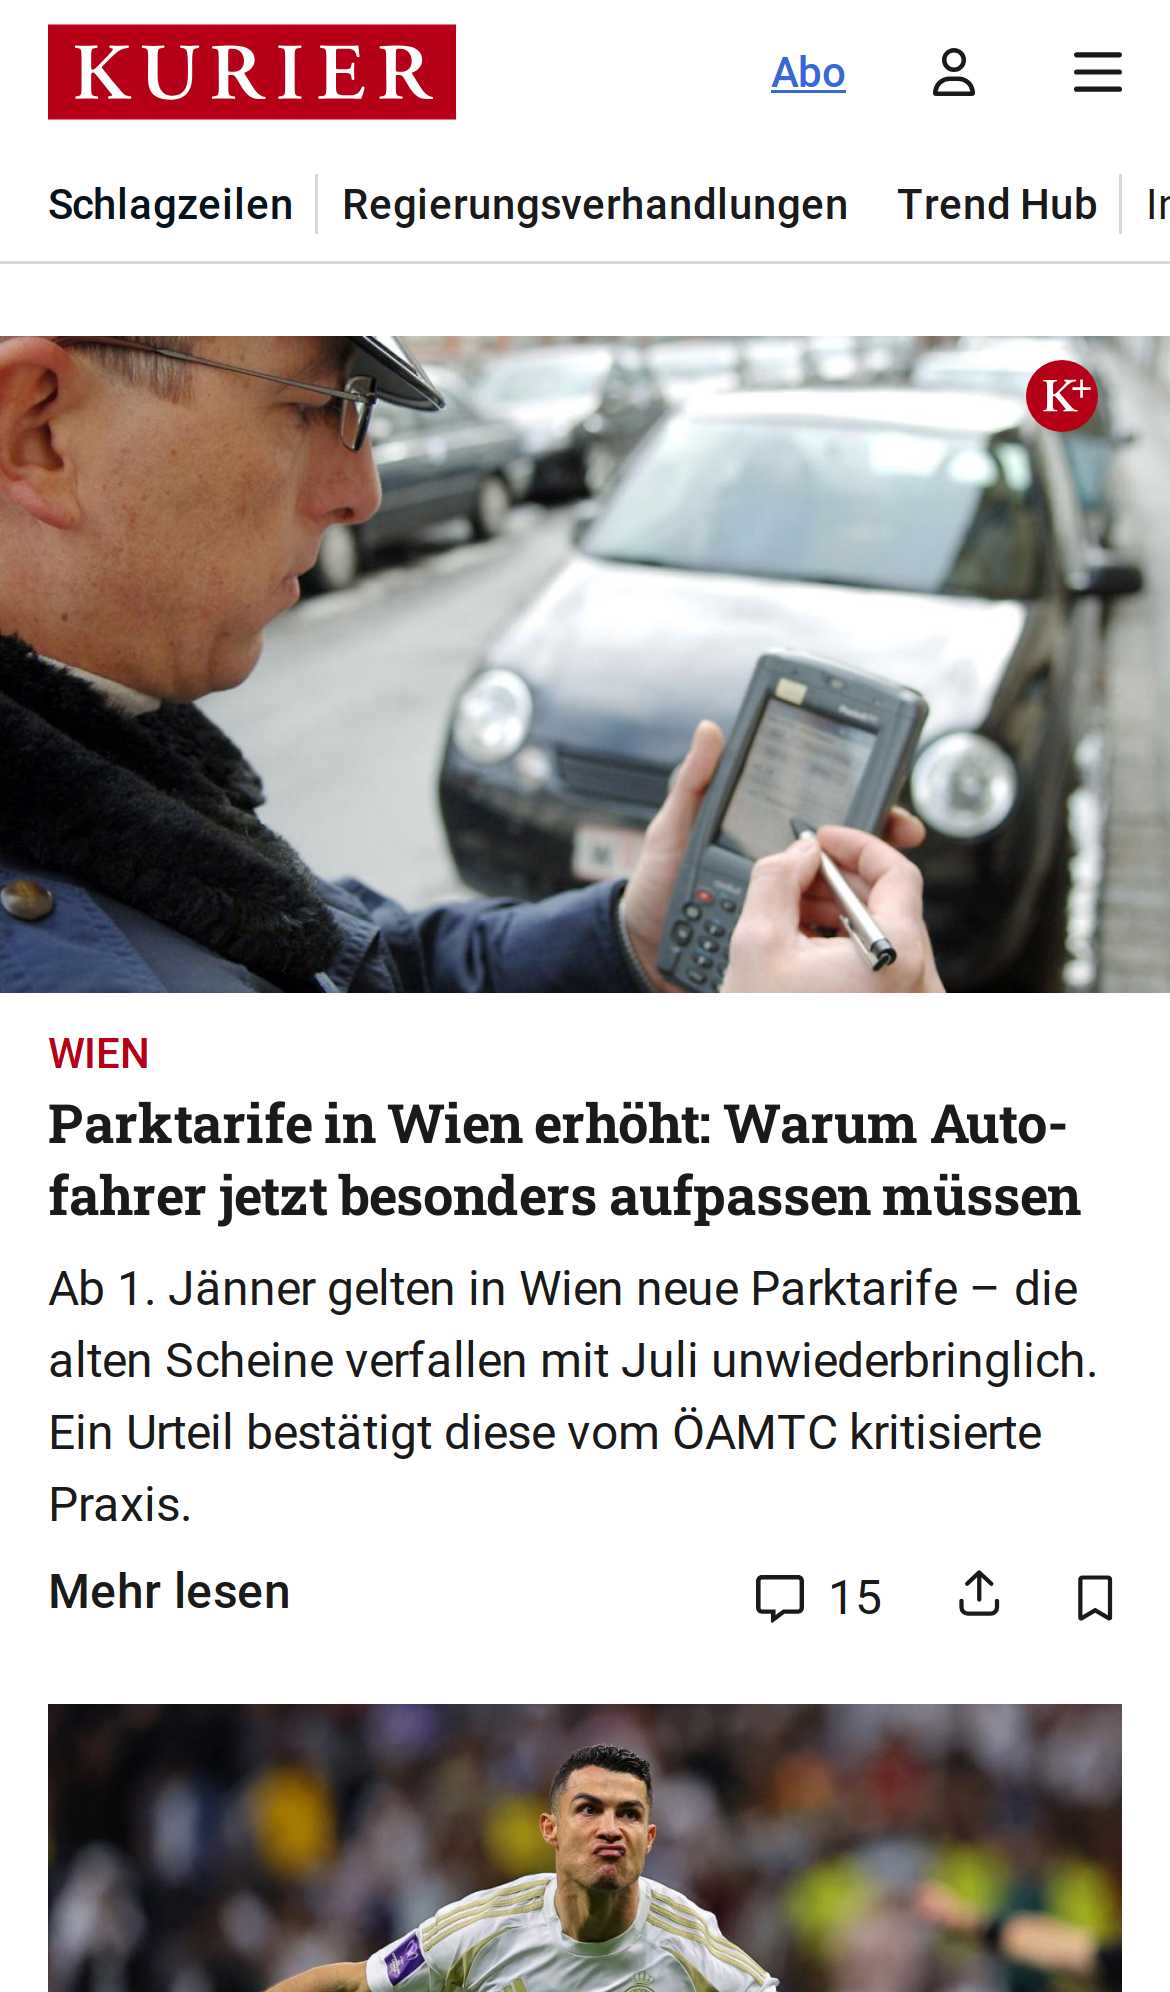 KURIER
Abo
Schlagzeilen
Regierungsverhandlungen
Trend Hub
K+
WIEN
Parktarife in Wien erhöht: Warum Auto-
fahrer jetzt besonders aufpassen müssen
Ab 1. Jänner gelten in Wien neue Parktarife – die
alten Scheine verfallen mit Juli unwiederbringlich.
Ein Urteil bestätigt diese vom ÖAMTC kritisierte
Praxis.
Mehr lesen
15